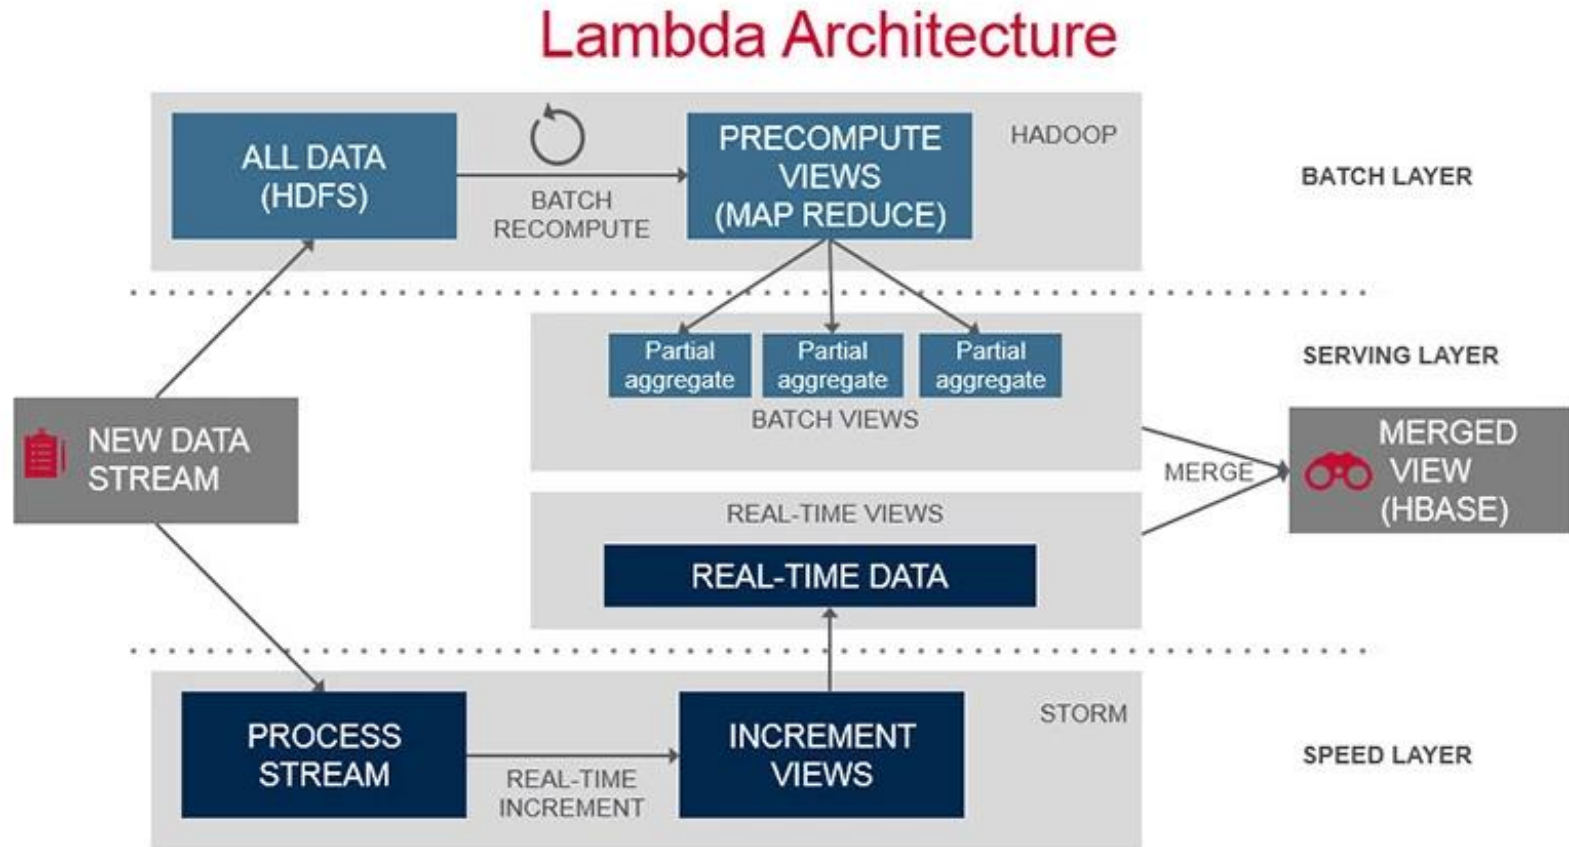 Lambda Architecture
ALL DATA
(HDFS)
BATCH
RECOMPUTE
PRECOMPUTE
VIEWS
(MAP REDUCE)
HADOOP
BATCH LAYER
Partial
aggregate
Partial
aggregate
Partial
aggregate
BATCH VIEWS
SERVING LAYER
NEW DATA
STREAM
MERGE
MERGED
VIEW
(HBASE)
REAL-TIME VIEWS
REAL-TIME DATA
PROCESS
STREAM
REAL-TIME
INCREMENT
INCREMENT
VIEWS
STORM
SPEED LAYER